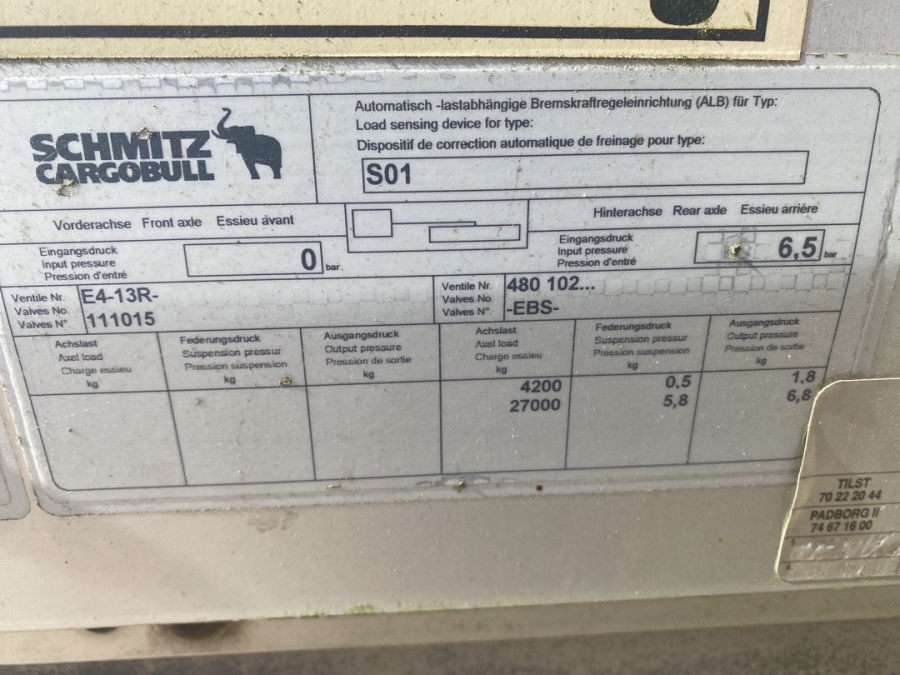 SCHMITZ
CARGOBULL
Automatisch -lastabhängige Bremskraftregeleinrichtung (ALB) für Typ:
Load sensing device for type:
Dispositif de correction automatique de freinage pour type:
S01
Vorderachse Front axle Essieu avant
Eingangsdruck
Input pressure
Pression d'entré
0 bar
Hinterachse Rear axle Essieu arriére
Eingangsdruck
Input pressure
Pression d'entré
6,5 bar
Ventile Nr.
Valves No.
Valves N°.
E4-13R-
111015
Ventile Nr.
Valves No.
Valves N°.
480 102...
-EBS-
Achslast
Axel load
Charge essieu
kg
Federungsdruck
Suspension pressur
Pression suspension
kg
Ausgangsdruck
Output pressure
Pression de sortie
kg
Achslast
Axel load
Charge essieu
kg
Federungsdruck
Suspension pressur
Pression suspension
kg
Ausgangsdruck
Output pressure
Pression de sortie
kg
4200 0,5 1,8
27000 5,8 6,8
TILST
70 22 20 44
PADBORG II
74 67 16 00